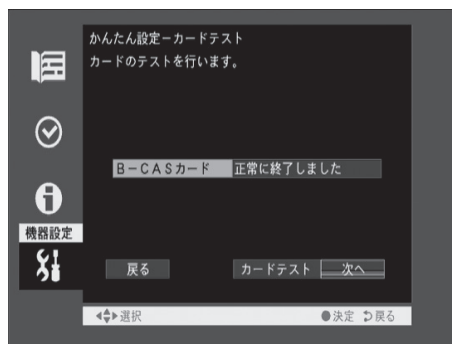 かんたん設定－カードテスト
カードのテストを行います。
B－CASカード 正常に終了しました
機器設定
戻る カードテスト 次へ
選択 決定 戻る